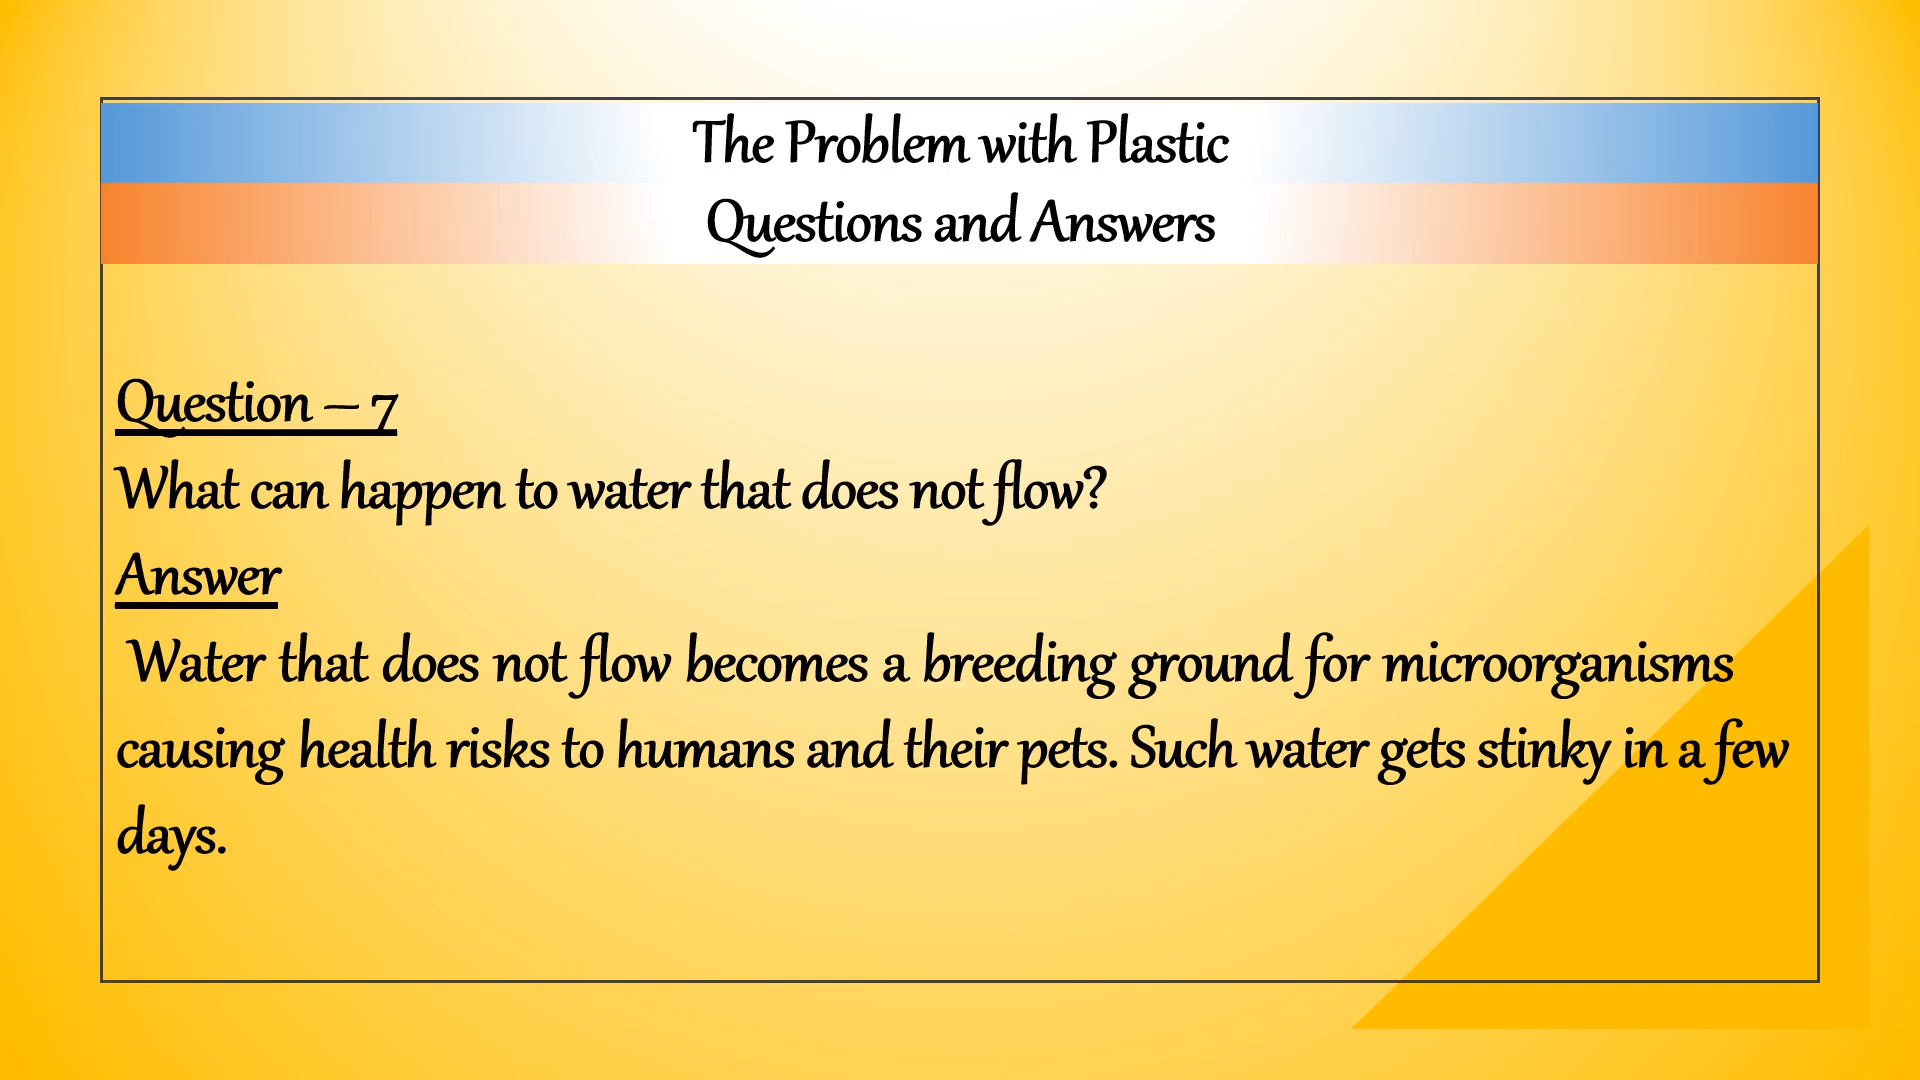 The Problem with Plastic
Questions and Answers
Question – 7
What can happen to water that does not flow?
Answer
Water that does not flow becomes a breeding ground for microorganisms
causing health risks to humans and their pets. Such water gets stinky in a few
days.